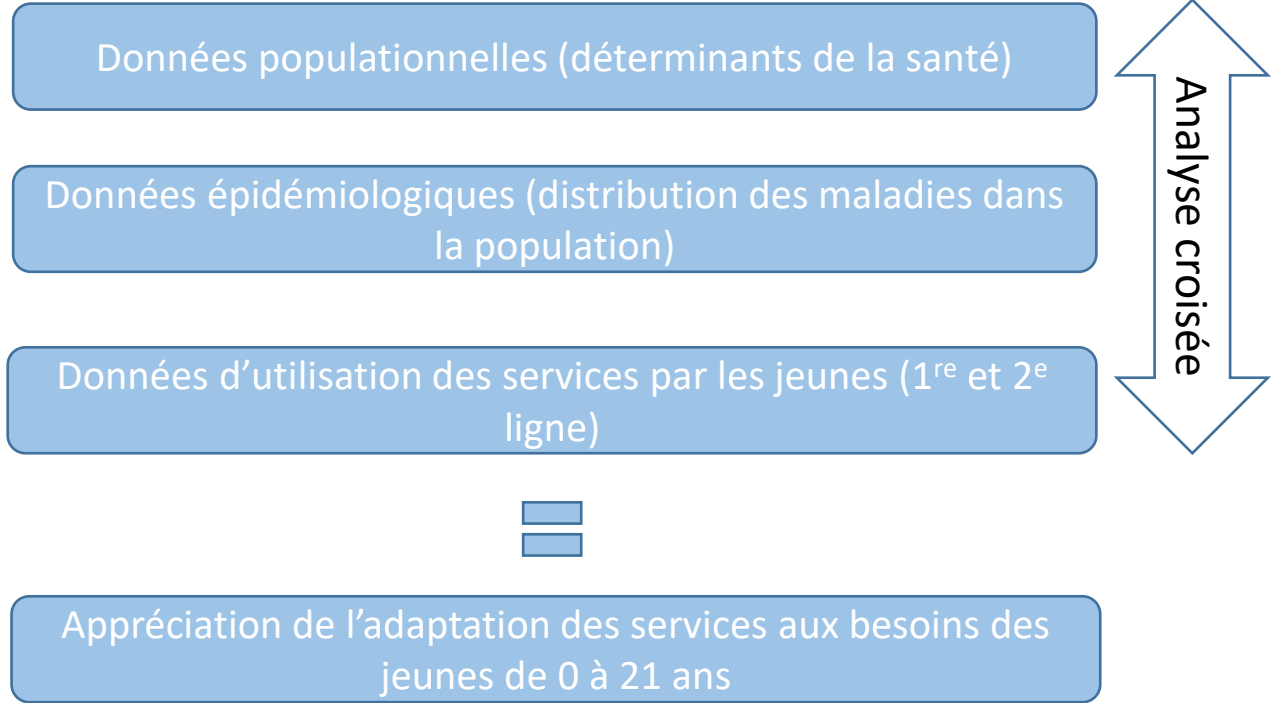 Données populationnelles (déterminants de la santé)
Données épidémiologiques (distribution des maladies dans
la population)
Données d’utilisation des services par les jeunes (1re et 2e
ligne)
Analyse croisée
=
Appréciation de l’adaptation des services aux besoins des
jeunes de 0 à 21 ans